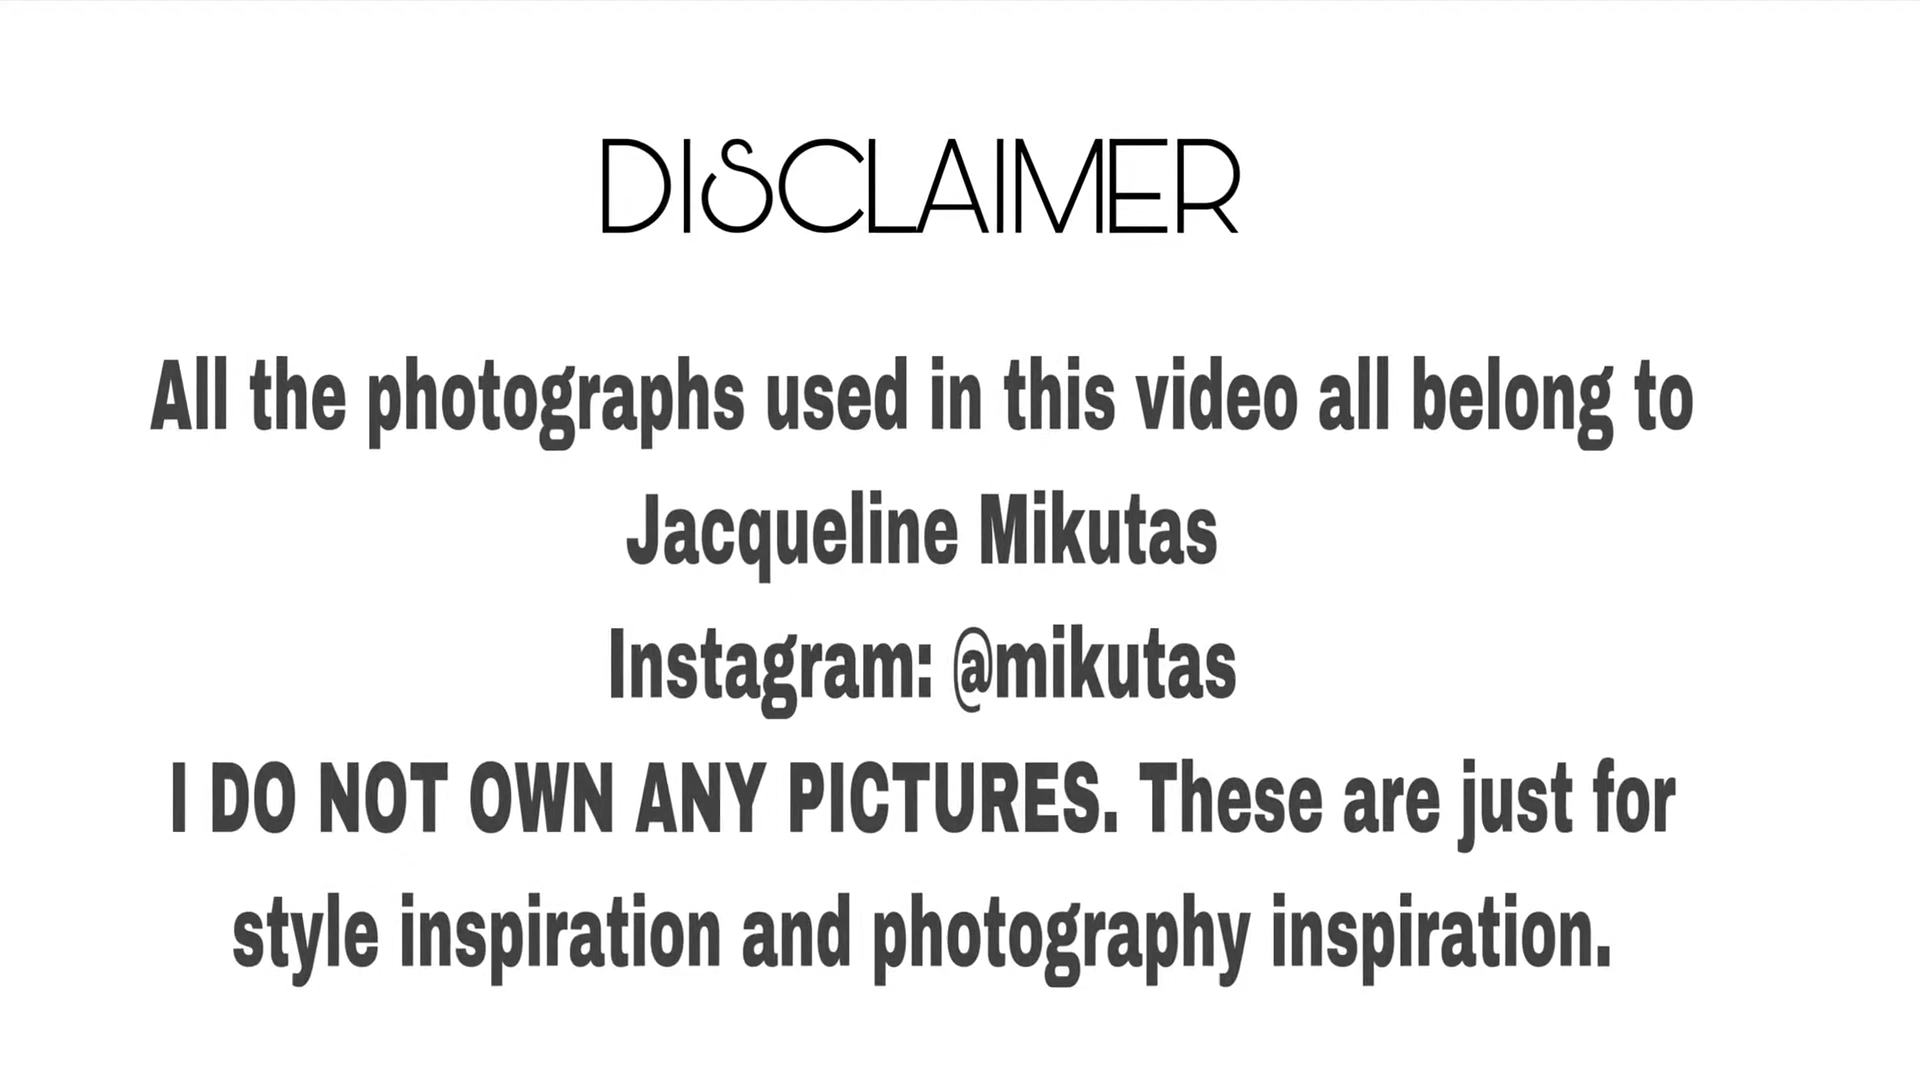 DISCLAIMER
All the photographs used in this video all belong to
Jacqueline Mikutas
Instagram: @mikutas
I DO NOT OWN ANY PICTURES. These are just for
style inspiration and photography inspiration.